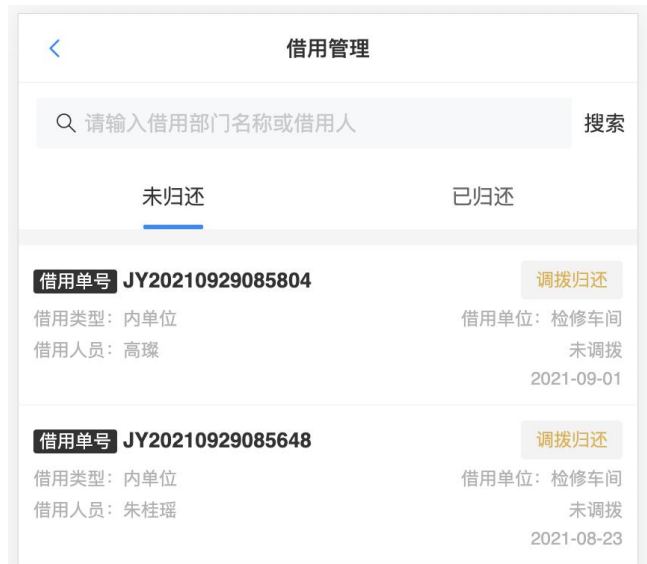 借用管理
请输入借用部门名称或借用人 搜索
未归还 已归还
借用单号 JY20210929085804 调拨归还
借用类型：内单位 借用单位：检修车间
借用人员：高璨 未调拨
2021-09-01
借用单号 JY20210929085648 调拨归还
借用类型：内单位 借用单位：检修车间
借用人员：朱桂瑶 未调拨
2021-08-23